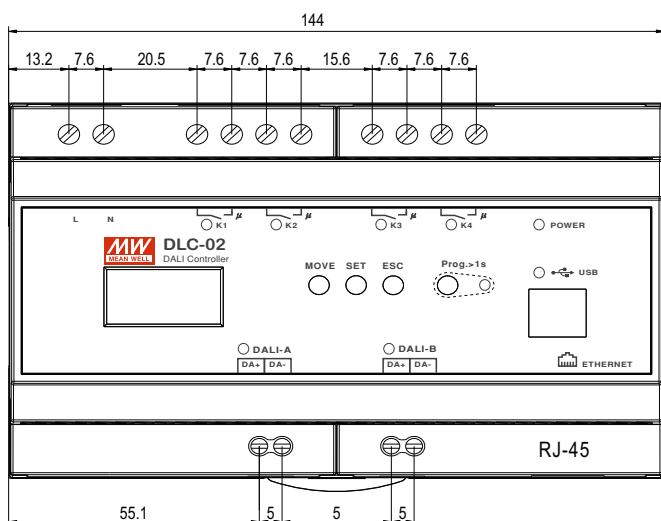 144
13.2 7.6 20.5 7.6 7.6 7.6 15.6 7.6 7.6 7.6
L N
μ μ μ μ
K1 K2 K3 K4 POWER
MW
MEAN WELL
DLC-02
DALI Controller
MOVE SET ESC Prog.>1s
USB
DALI-A DALI-B
DA+ DA- DA+ DA-
ETHERNET
RJ-45
55.1 5 5 5